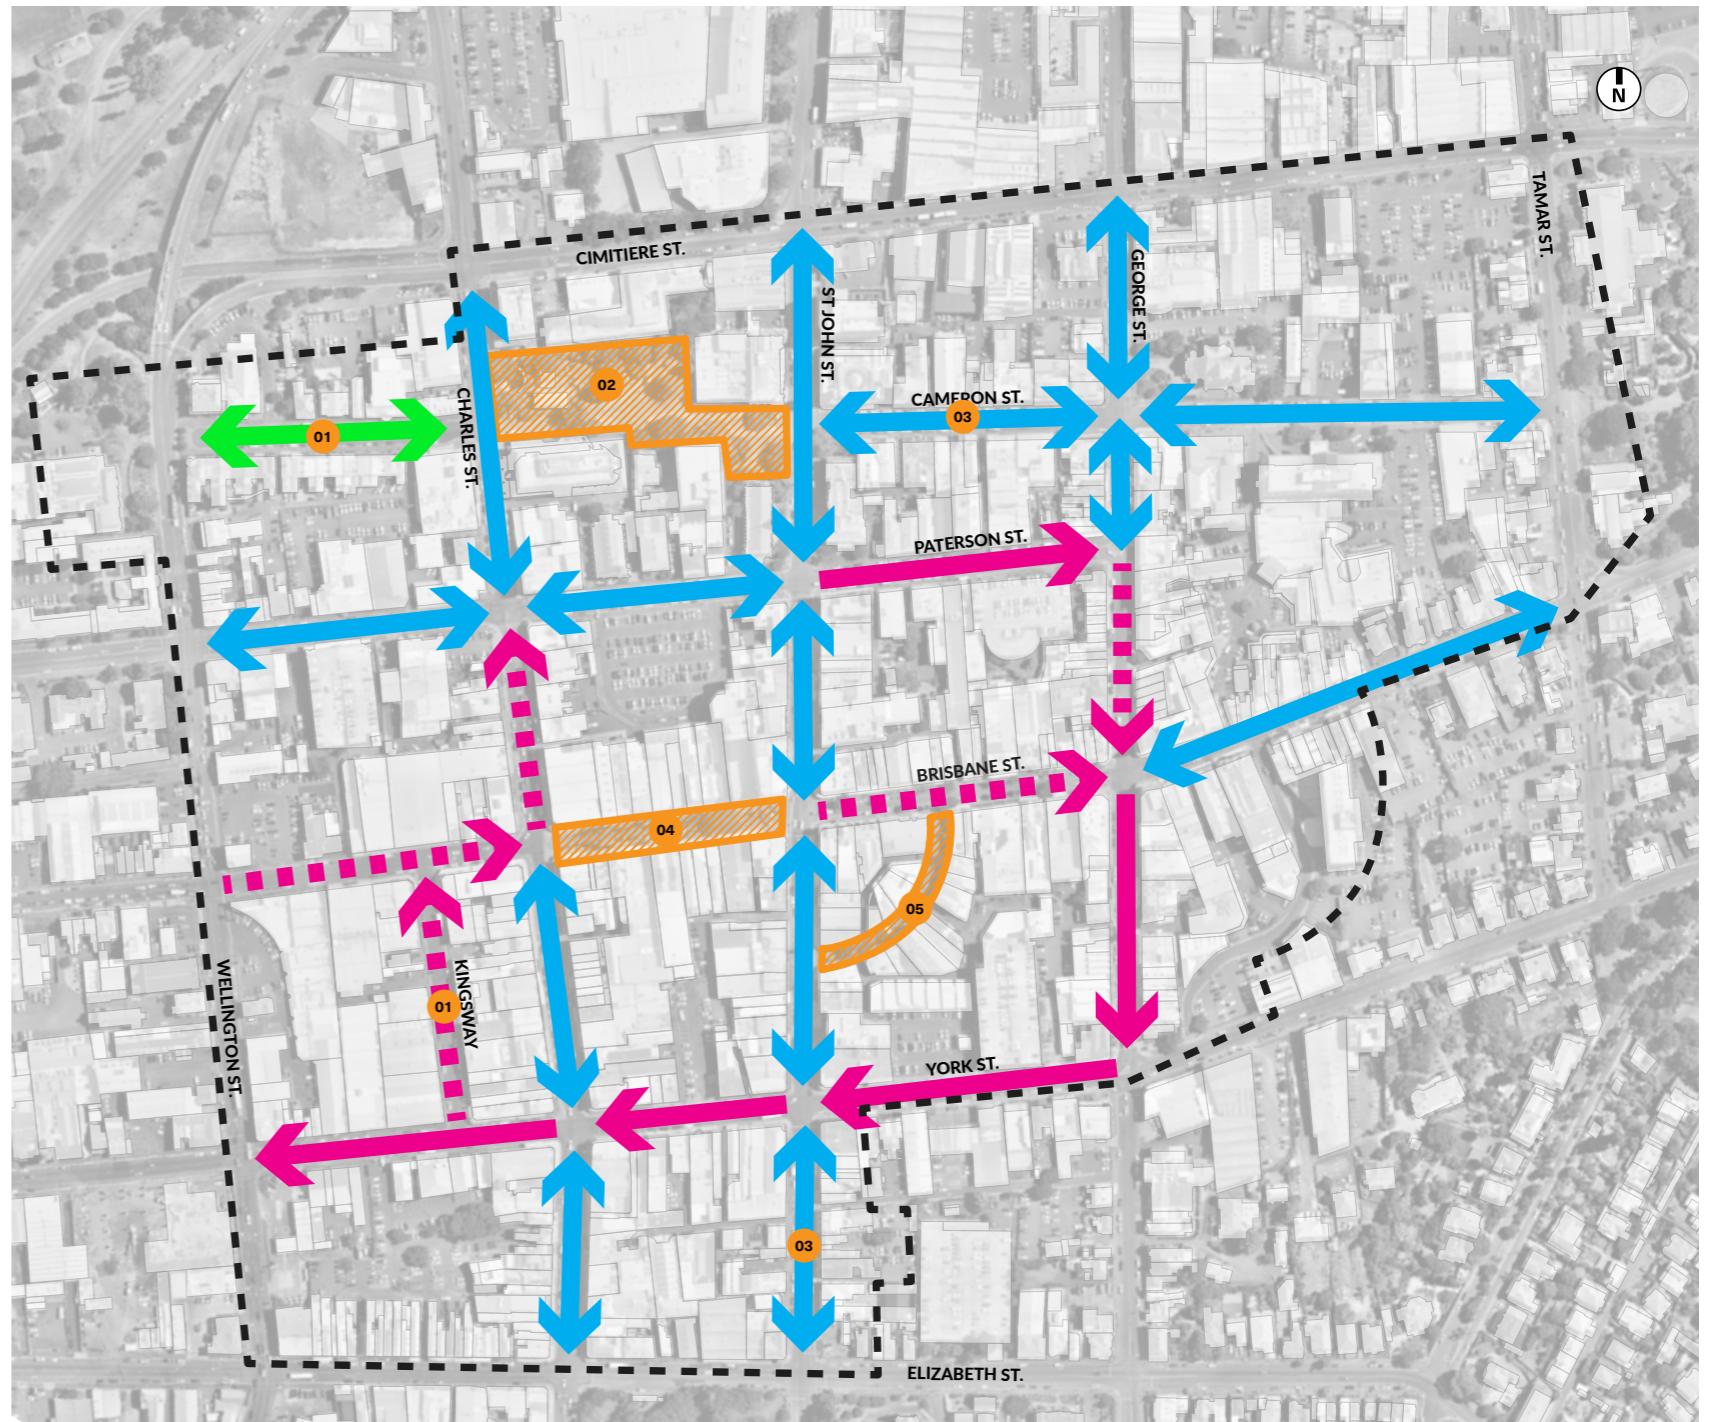 N
TAMAR ST.
CIMITIERE ST.
GEORGE ST.
ST JOHN ST.
02
CHARLES ST.
CAMERON ST.
03
01
PATERSON ST.
BRISBANE ST.
04
05
WELLINGTON ST.
KINGSWAY
01
YORK ST.
03
ELIZABETH ST.